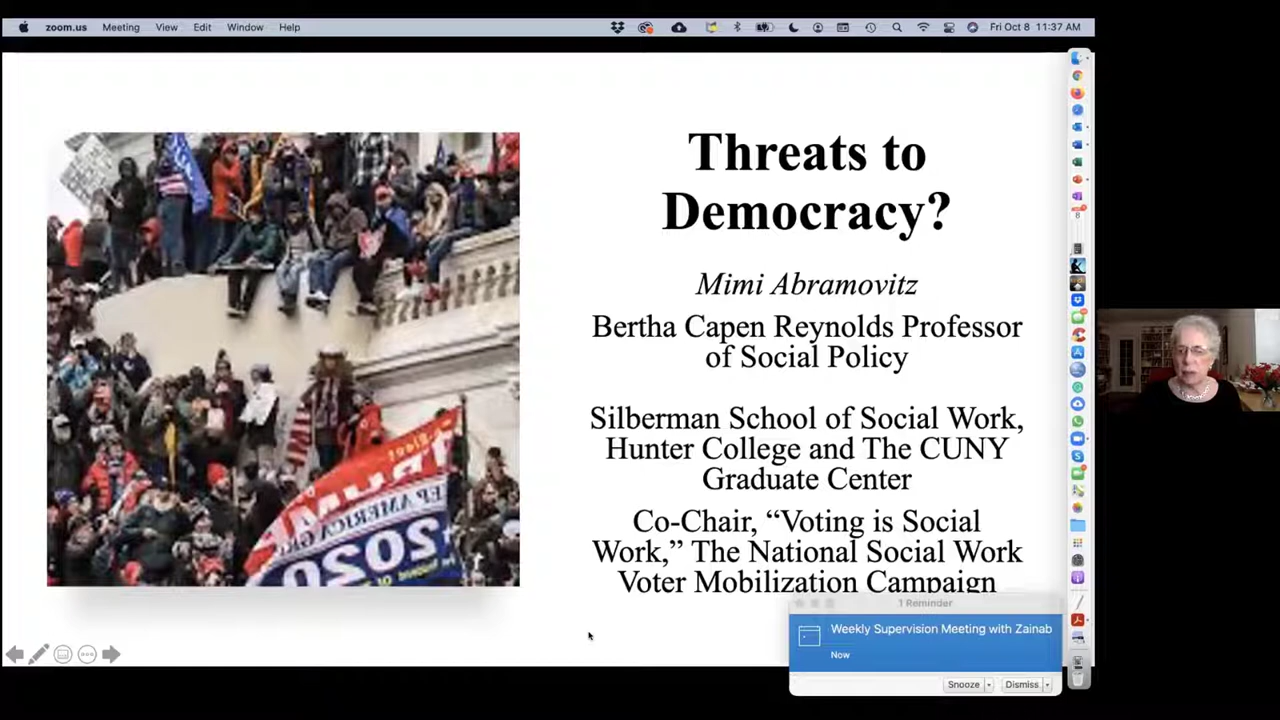 zoom.us Meeting View Edit Window Help Fri Oct 8 11:37 AM
Threats to
Democracy?
Mimi Abramovitz
Bertha Capen Reynolds Professor
of Social Policy
Silberman School of Social Work,
Hunter College and The CUNY
Graduate Center
Co-Chair, “Voting is Social
Work,” The National Social Work
Voter Mobilization Campaign
TRUMP
2020
8
1 Reminder
Weekly Supervision Meeting with Zainab
Now
Snooze Dismiss